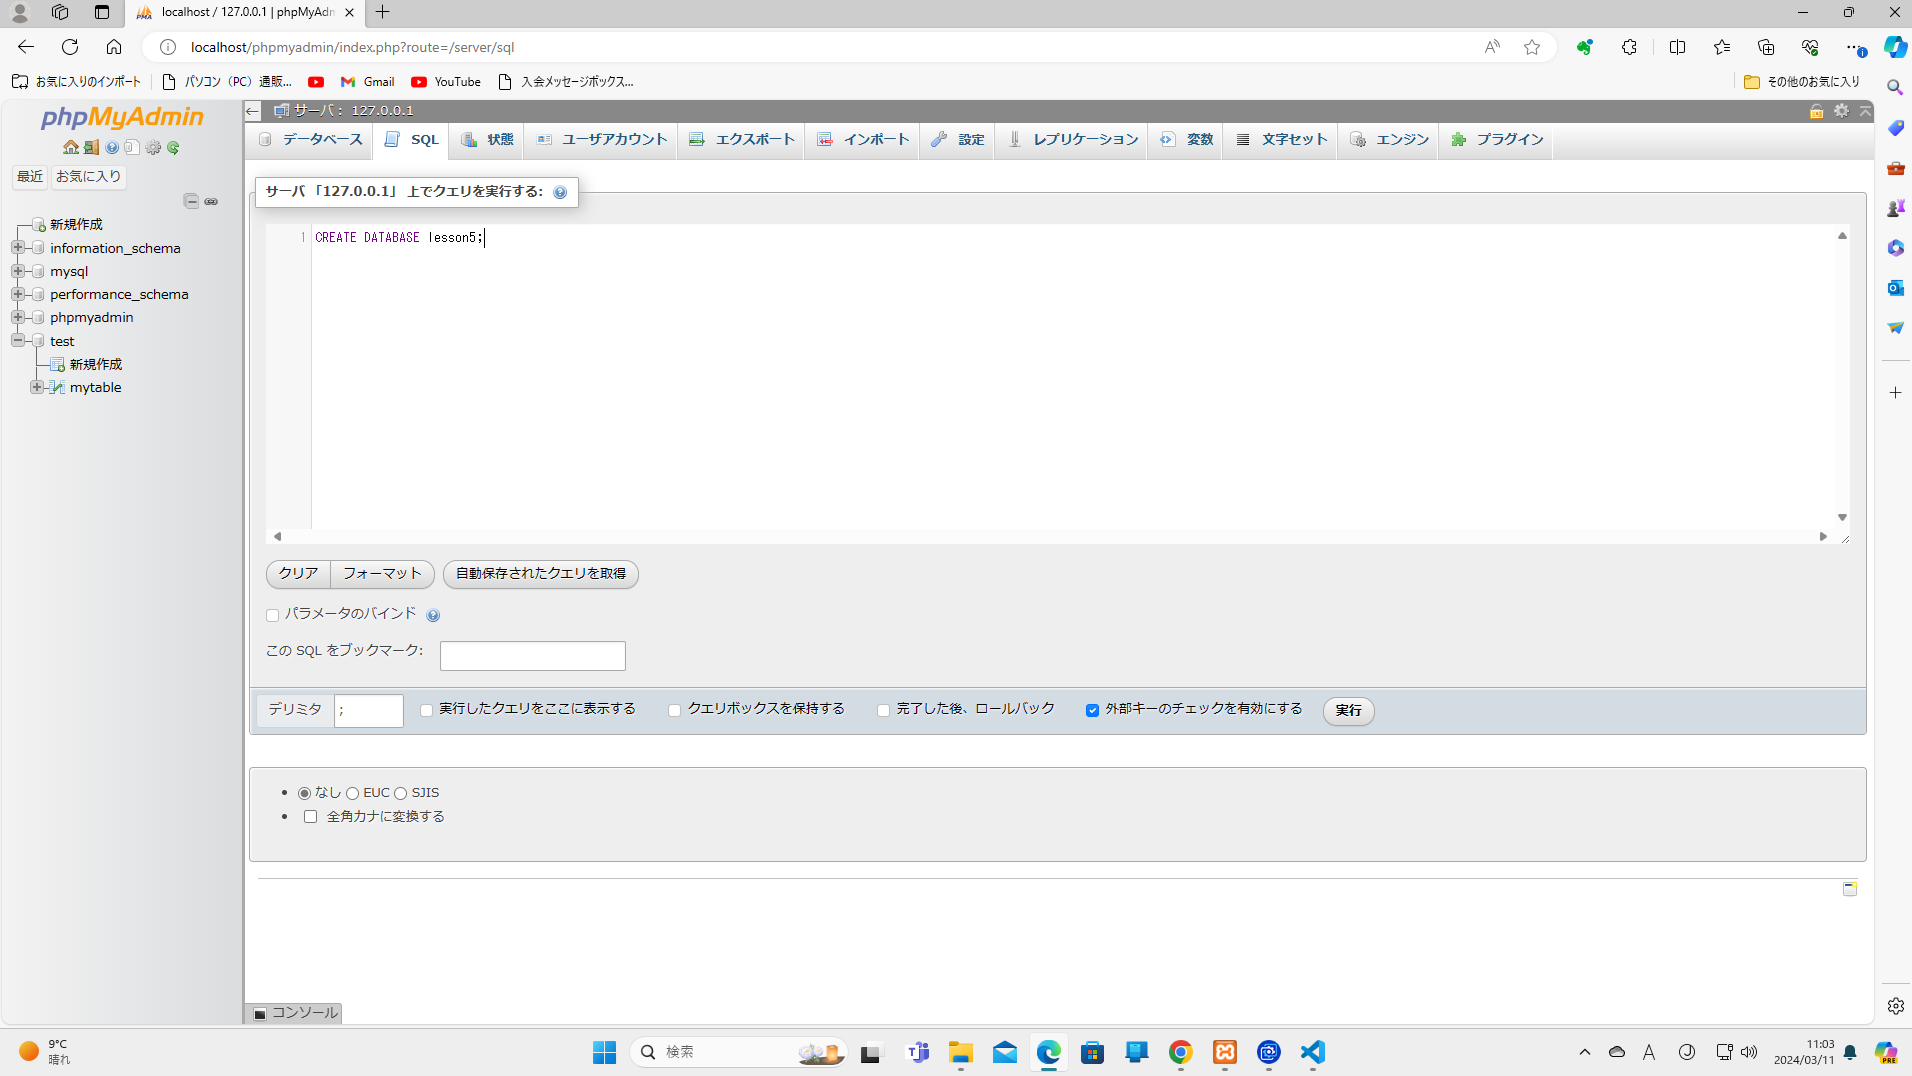 localhost / 127.0.0.1 | phpMyAdm
localhost/phpmyadmin/index.php?route=/server/sql
お気に入りのインポート
パソコン（PC）通販...
Gmail
YouTube
入会メッセージボックス...
その他のお気に入り
phpMyAdmin
最近
お気に入り
新規作成
information_schema
mysql
performance_schema
phpmyadmin
test
新規作成
mytable
サーバ： 127.0.0.1
データベース
SQL
状態
ユーザアカウント
エクスポート
インポート
設定
レプリケーション
変数
文字セット
エンジン
プラグイン
サーバ 「127.0.0.1」 上でクエリを実行する:
1 CREATE DATABASE lesson5;
クリア
フォーマット
自動保存されたクエリを取得
パラメータのバインド
この SQL をブックマーク:
デリミタ ;
実行したクエリをここに表示する
クエリボックスを保持する
完了した後、ロールバック
外部キーのチェックを有効にする
実行
なし EUC SJIS
全角カナに変換する
コンソール
9°C
晴れ
検索
A
11:03
2024/03/11
PRE